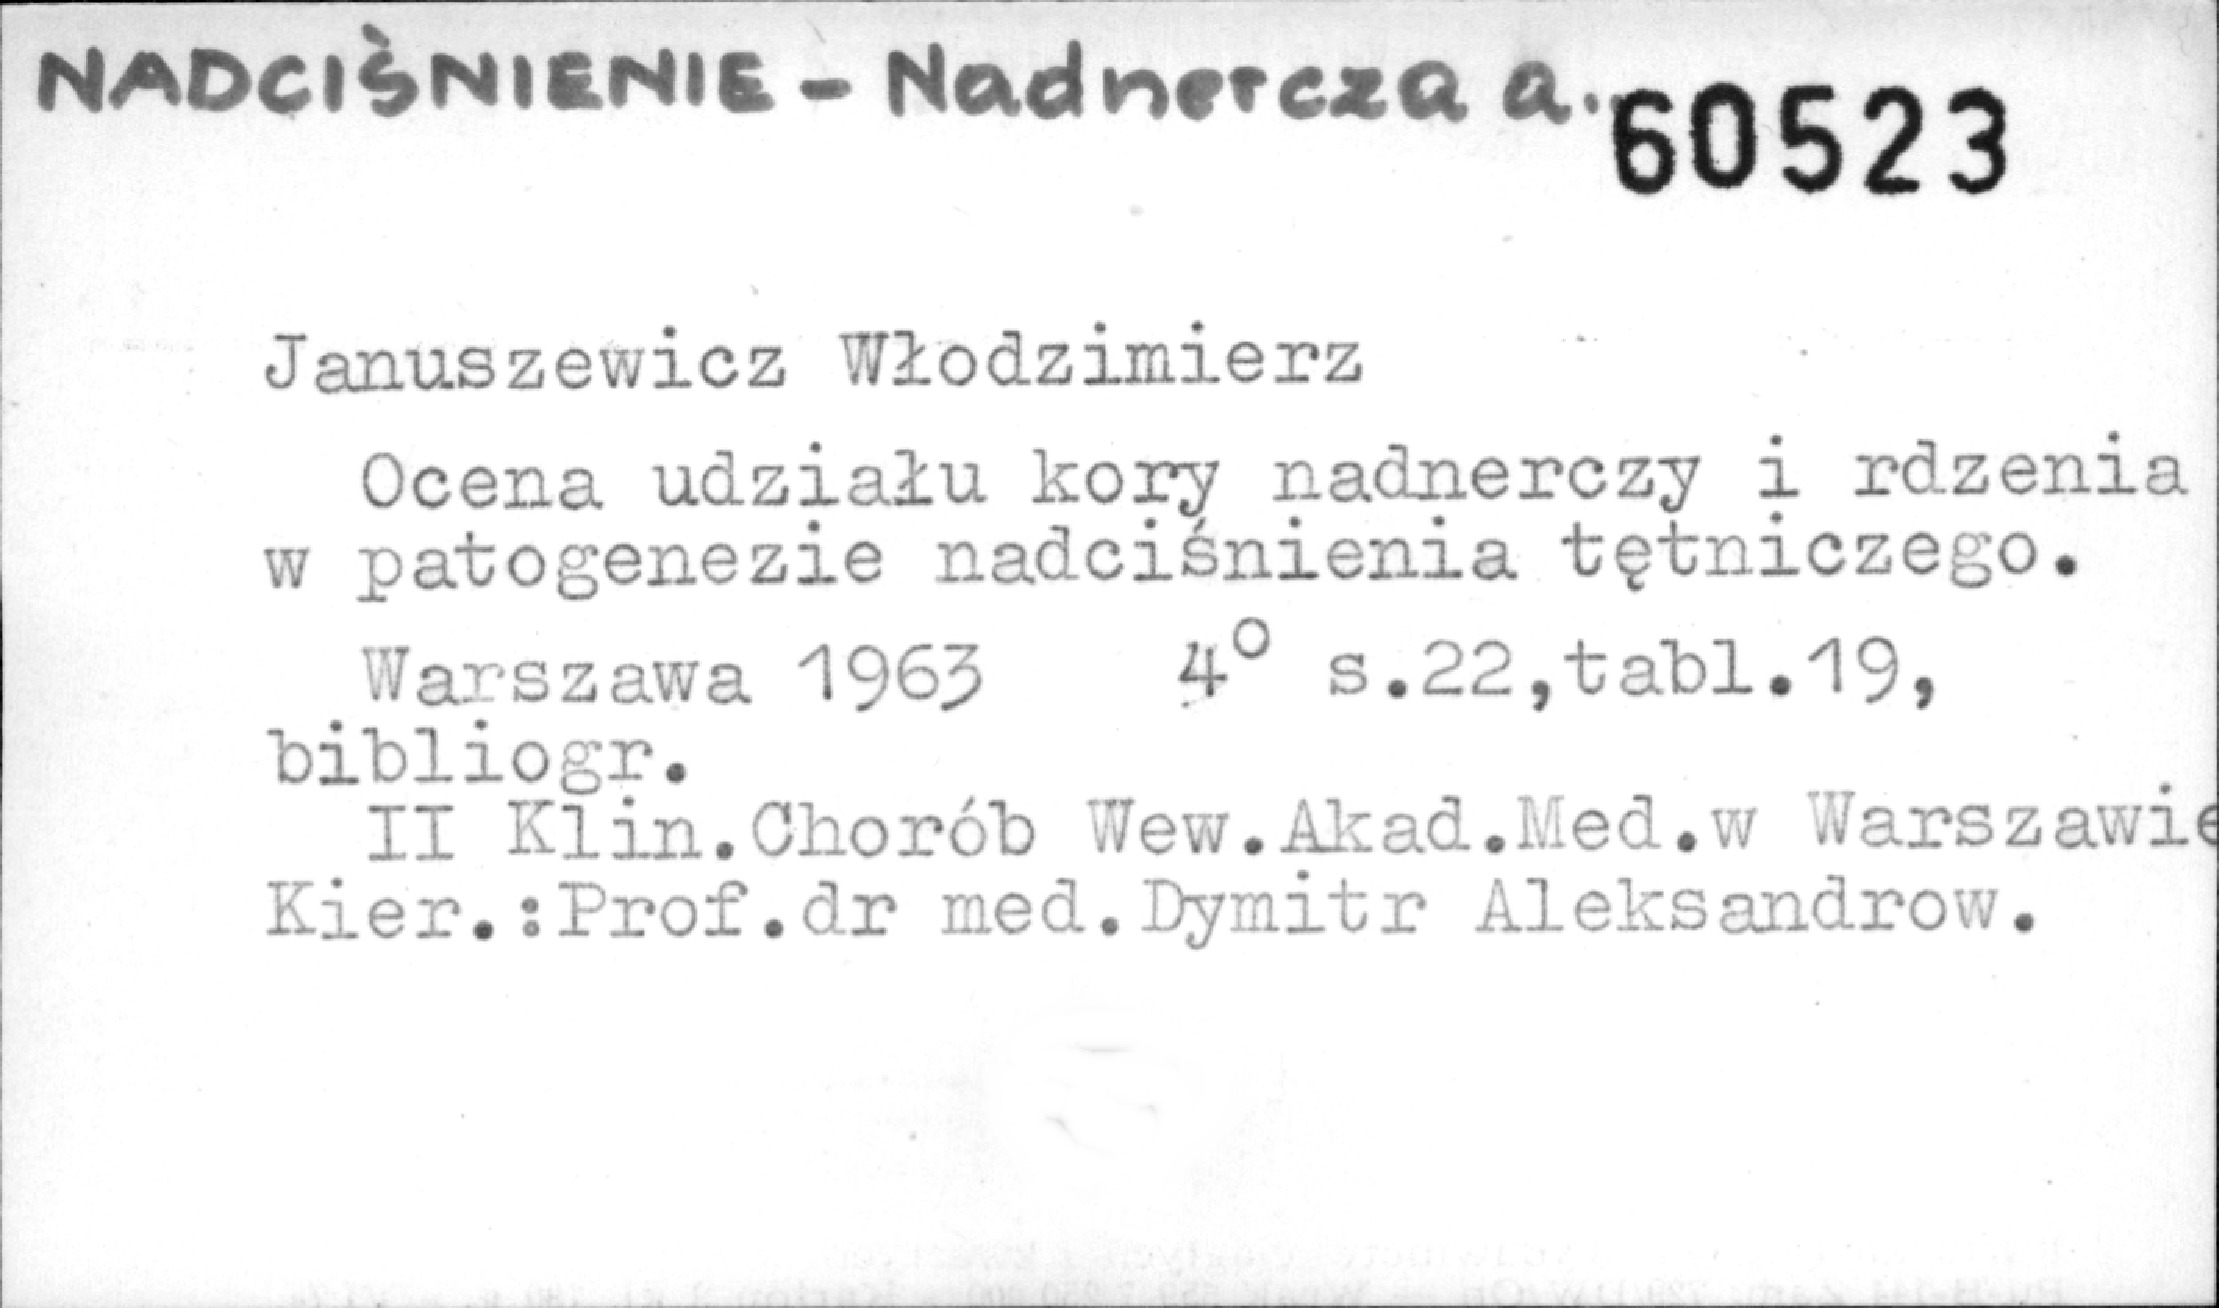 NADCIŚNIENIE - Nadnercza a.
60523
Januszewicz Włodzimierz
Ocena udziału kory nadnerczy i rdzenia
w patogenezie nadciśnienia tętniczego.
Warszawa 1963 4° s.22,tabl.19,
bibliogr.
II Klin.Chorób Wew.Akad.Med.w Warszawie
Kier.:Prof.dr med.Dymitr Aleksandrow.